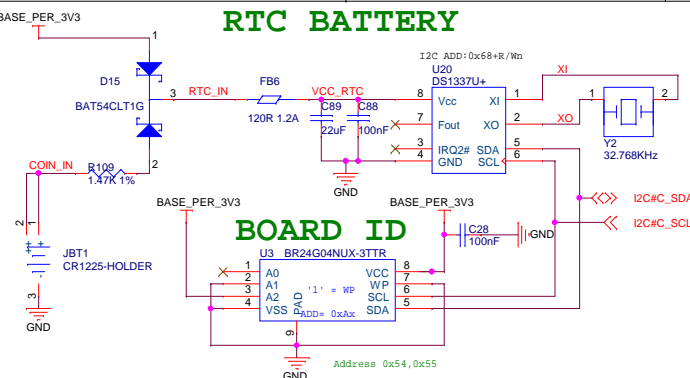 RTC BATTERY
BASE_PER_3V3
1
D15
BAT54CLT1G
3
RTC_IN
FB6
120R 1.2A
VCC_RTC
C89
22uF
C88
100nF
GND
I2C ADD:0x68+R/Wn
U20
DS1337U+
8 Vcc XI 1
7 Fout XO 2
3 IRQ2# SDA 5
4 GND SCL 6
XI
XO
1
2
Y2
32.768KHz
COIN_IN
R109
1.47K 1%
2
2
1
JBT1
CR1225-HOLDER
3
GND
I2C#C_SDA
I2C#C_SCL
BOARD ID
BASE_PER_3V3
BASE_PER_3V3
C28
100nF
GND
U3 BR24G04NUX-3TTR
1 A0 VCC 8
2 A1 WP 7
3 A2 SCL 6
4 VSS SDA 5
PAD
9
'1' = WP
ADD= 0xAx
GND
Address 0x54,0x55